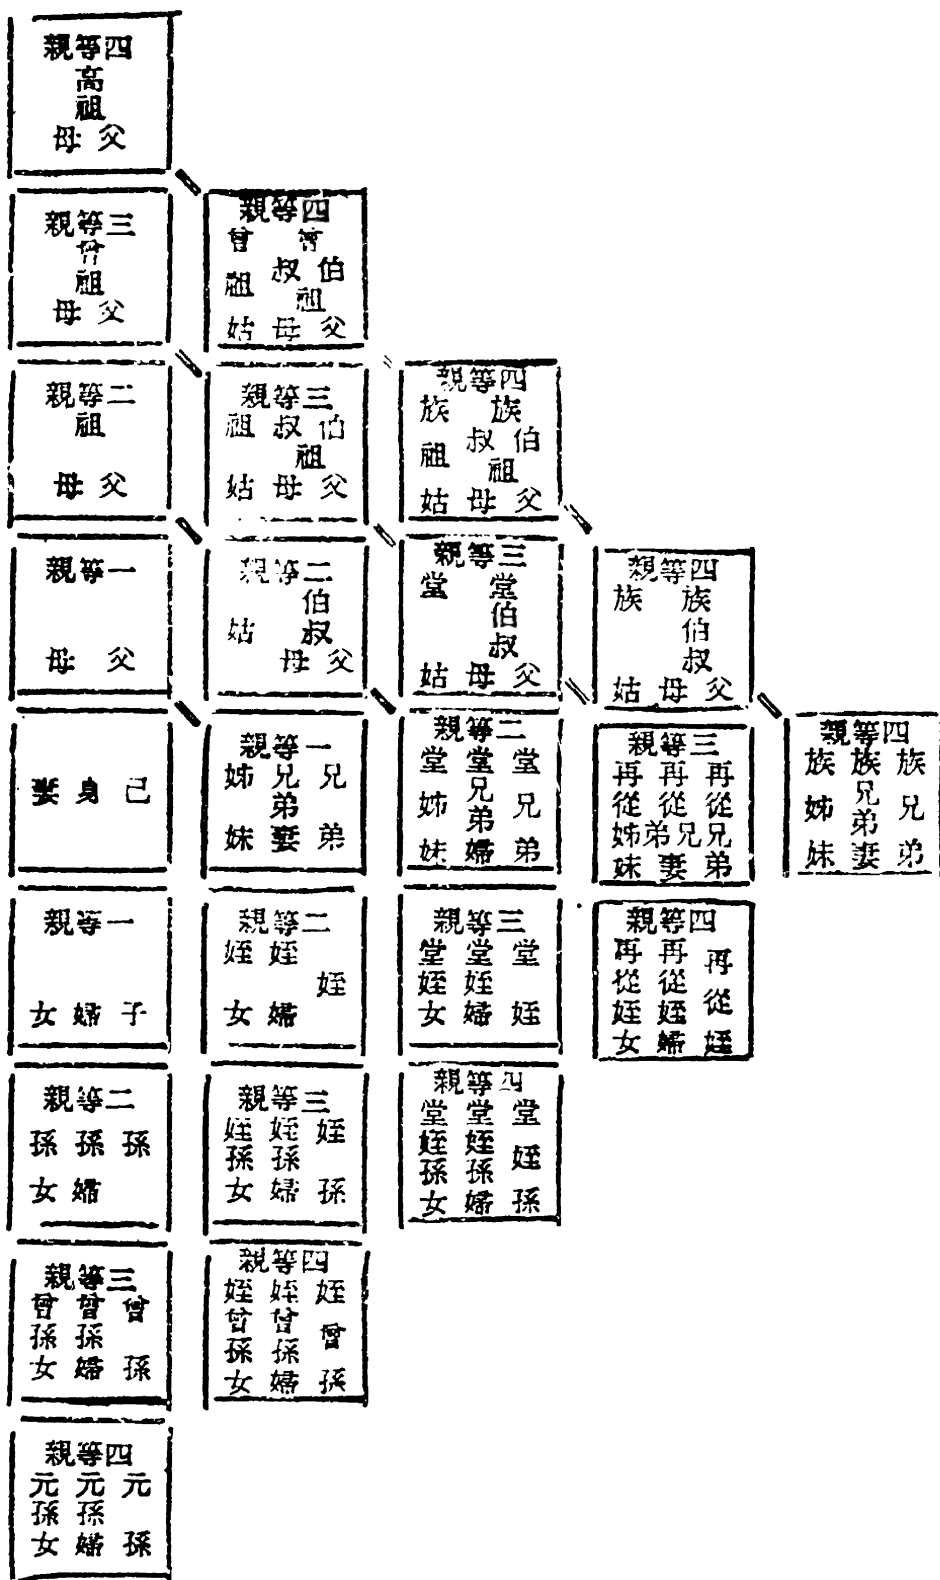 四等親
高祖父母
三等親
曾祖父母
四等親
曾伯叔祖父母
曾祖姑
二等親
祖父母
三等親
伯叔祖父母
祖姑
四等親
族伯叔祖父母
族祖姑
一等親
父母
二等親
伯叔父母
姑
三等親
堂伯叔父母
堂姑
四等親
族伯叔父母
族姑
己身妻
一等親
兄弟
兄弟妻
姊妹
二等親
堂兄弟
堂兄弟婦
堂姊妹
三等親
再從兄弟
再從兄弟妻
再從姊妹
四等親
族兄弟
族兄弟妻
族姊妹
一等親
子
婦
女
二等親
姪
姪婦
姪女
三等親
堂姪
堂姪婦
堂姪女
四等親
再從姪
再從姪婦
再從姪女
二等親
孫
孫婦
孫女
三等親
姪孫
姪孫婦
姪孫女
四等親
堂姪孫
堂姪孫婦
堂姪孫女
三等親
曾孫
曾孫婦
曾孫女
四等親
姪曾孫
姪曾孫婦
姪曾孫女
四等親
元孫
元孫婦
元孫女